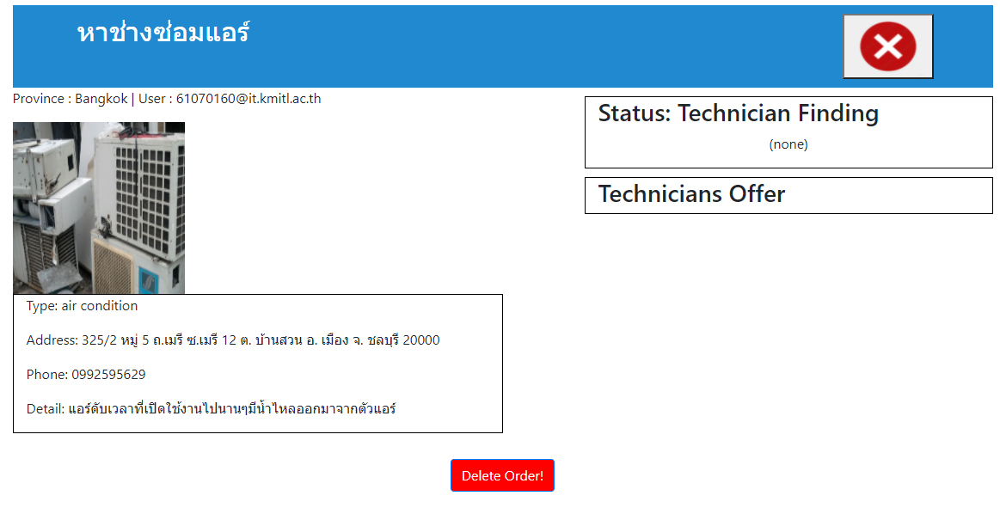 หาช่างซ่อมแอร์
Province : Bangkok | User : 61070160@it.kmitl.ac.th
Status: Technician Finding
(none)
Technicians Offer
Type: air condition
Address: 325/2 หมู่ 5 ถ.เมรี ซ.เมรี 12 ต. บ้านสวน อ. เมือง จ. ชลบุรี 20000
Phone: 0992595629
Detail: แอร์ดับเวลาที่เปิดใช้งานไปนานๆมีน้ำไหลออกมาจากตัวแอร์
Delete Order!